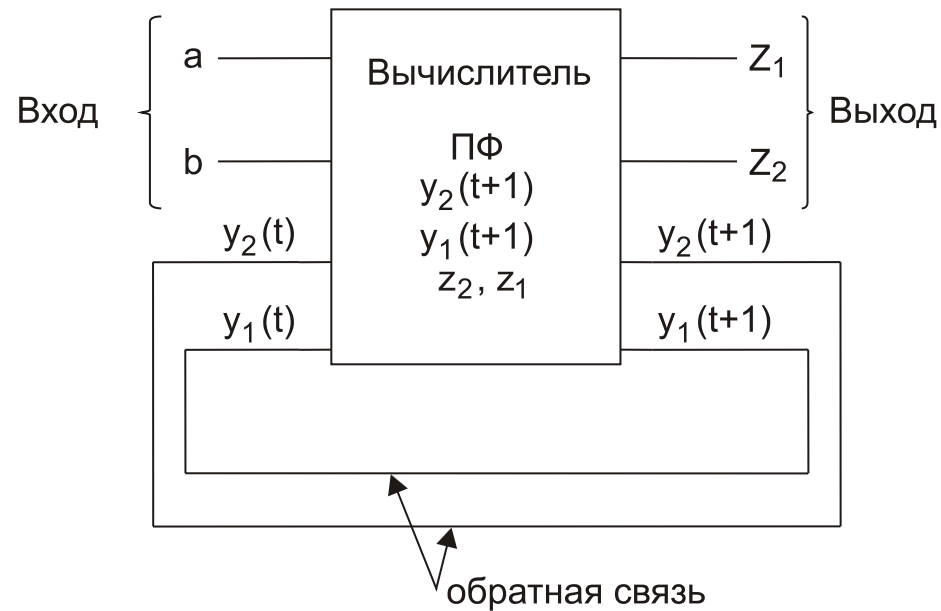 Вход
a
b
y2(t)
y1(t)
Вычислитель
ПФ
y2(t+1)
y1(t+1)
z2, z1
Z1
Z2
Выход
y2(t+1)
y1(t+1)
обратная связь